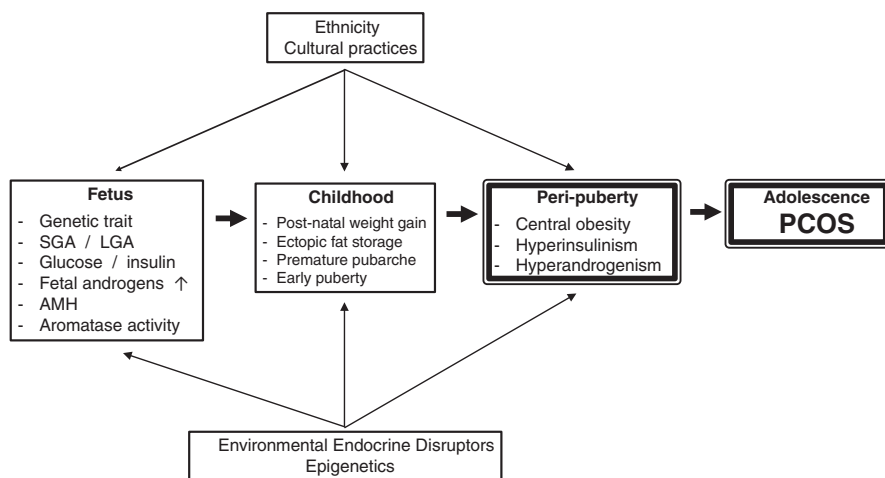 Ethnicity
Cultural practices
Fetus
- Genetic trait
- SGA / LGA
- Glucose / insulin
- Fetal androgens ↑
- AMH
- Aromatase activity
Childhood
- Post-natal weight gain
- Ectopic fat storage
- Premature pubarche
- Early puberty
Peri-puberty
- Central obesity
- Hyperinsulinism
- Hyperandrogenism
Adolescence
PCOS
Environmental Endocrine Disruptors
Epigenetics